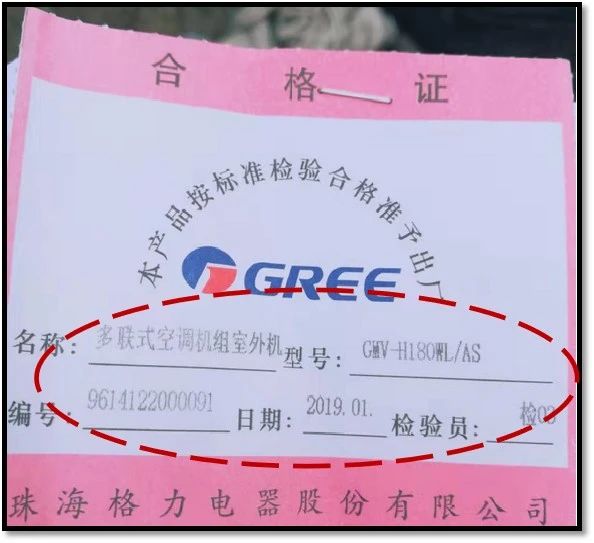 合格证
本产品按标准检验合格准予出厂
GREE
名称: 多联式空调机组室外机 型号: GMV-H180WL/AS
编号: 9614122000091 日期: 2019.01. 检验员: 检03
珠海格力电器股份有限公司